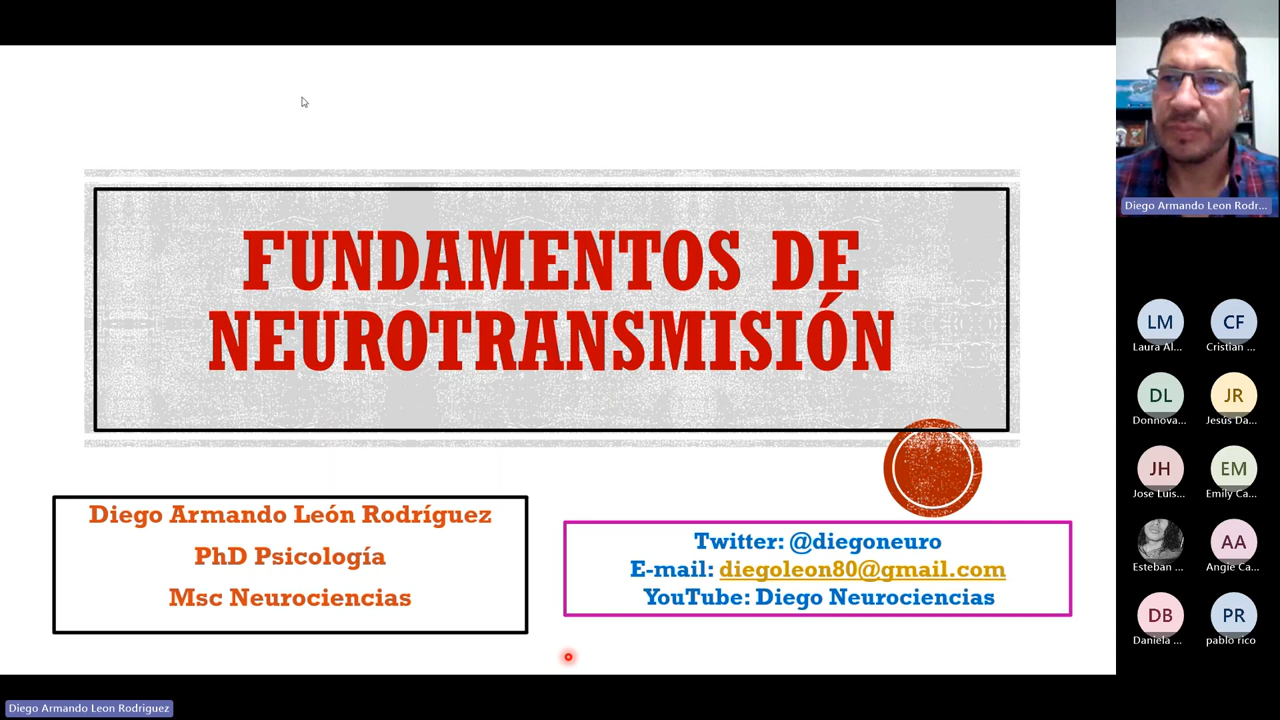 FUNDAMENTOS DE
NEUROTRANSMISIÓN
Diego Armando León Rodríguez
PhD Psicología
Msc Neurociencias
Twitter: @diegoneuro
E-mail: diegoleon80@gmail.com
YouTube: Diego Neurociencias
Diego Armando Leon Rodr...
LM
Laura Al...
CF
Cristian ...
DL
Donnova...
JR
Jesús Da...
JH
Jose Luis...
EM
Emily Ca...
Esteban ...
AA
Angie Ca...
DB
Daniela ...
PR
pablo rico
Diego Armando Leon Rodriguez